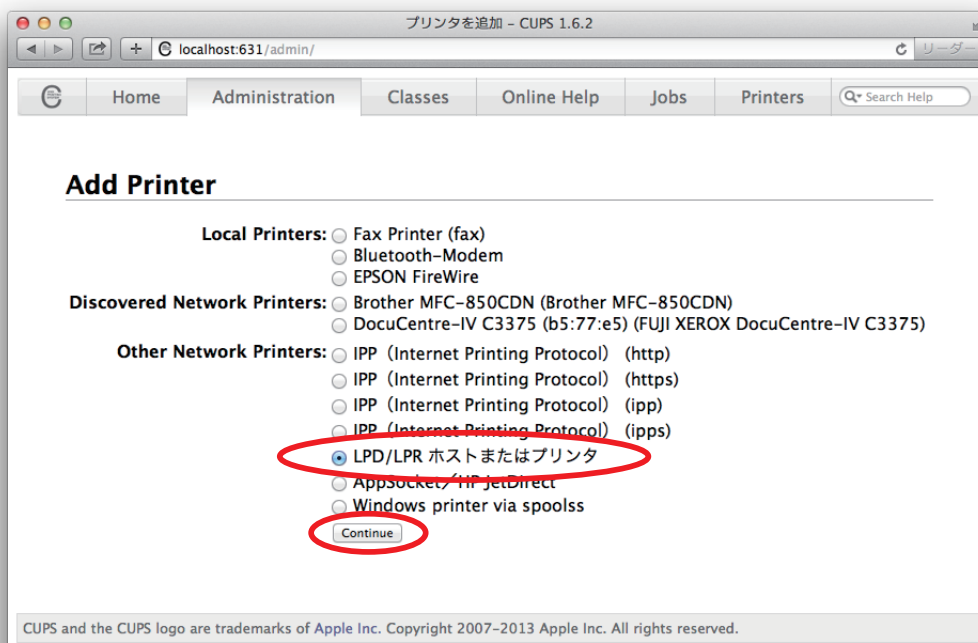 プリンタを追加 – CUPS 1.6.2
localhost:631/admin/
リーダー
Home Administration Classes Online Help Jobs Printers Search Help
Add Printer
Local Printers: Fax Printer (fax)
Bluetooth-Modem
EPSON FireWire
Discovered Network Printers: Brother MFC-850CDN (Brother MFC-850CDN)
DocuCentre-IV C3375 (b5:77:e5) (FUJI XEROX DocuCentre-IV C3375)
Other Network Printers: IPP（Internet Printing Protocol） (http)
IPP（Internet Printing Protocol） (https)
IPP（Internet Printing Protocol） (ipp)
IPP（Internet Printing Protocol） (ipps)
LPD/LPR ホストまたはプリンタ
AppSocket／HP JetDirect
Windows printer via spoolss
Continue
CUPS and the CUPS logo are trademarks of Apple Inc. Copyright 2007-2013 Apple Inc. All rights reserved.